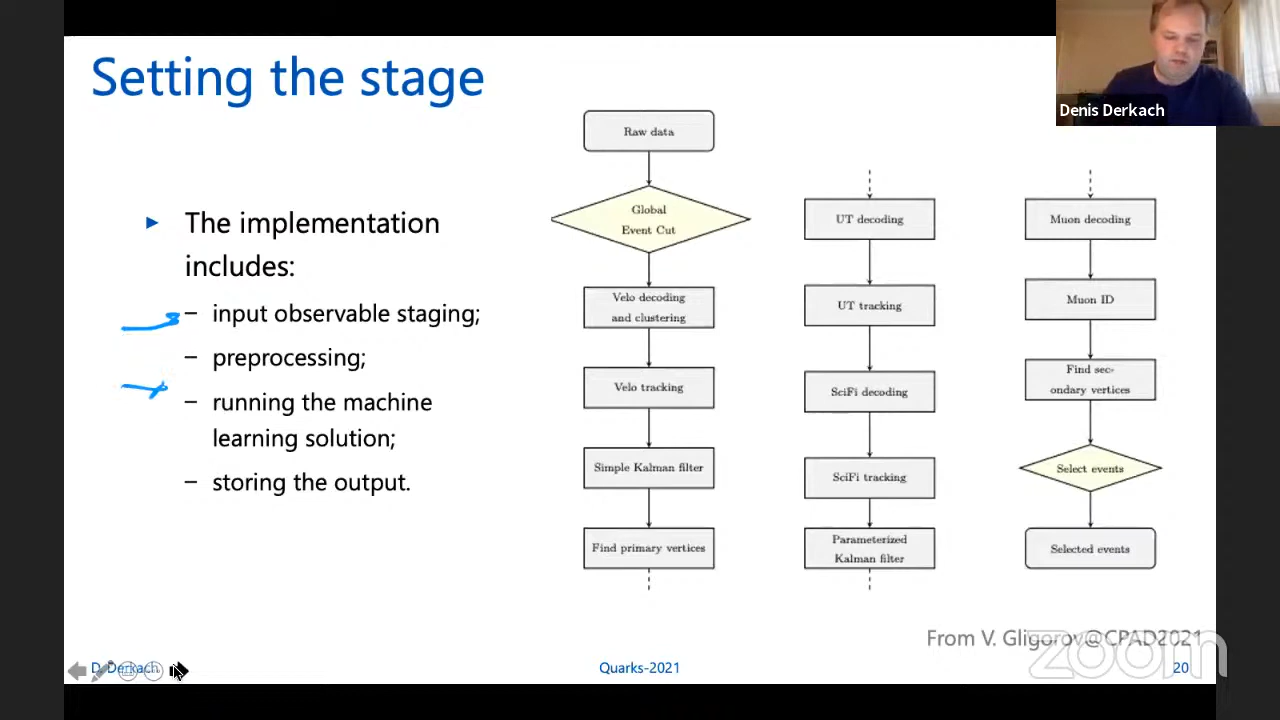 Setting the stage
Denis Derkach
The implementation
includes:
– input observable staging;
– preprocessing;
– running the machine
learning solution;
– storing the output.
Raw data
Global
Event Cut
Velo decoding
and clustering
Velo tracking
Simple Kalman filter
Find primary vertices
UT decoding
UT tracking
SciFi decoding
SciFi tracking
Parameterized
Kalman filter
Muon decoding
Muon ID
Find sec-
ondary vertices
Select events
Selected events
From V. Gligorov@CPAD2021
zoom
D. Derkach
Quarks-2021
20